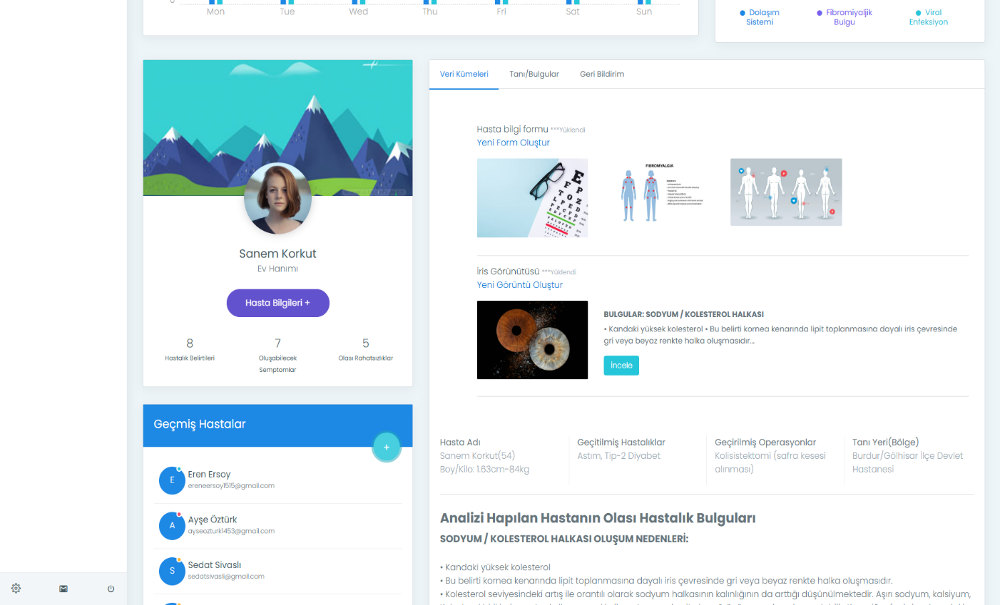 0
Mon Tue Wed Thu Fri Sat Sun
Dolaşım Sistemi
Fibromiyaljik Bulgu
Viral Enfeksiyon
Sanem Korkut
Ev Hanımı
Hasta Bilgileri +
8 7 5
Hastalık Belirtileri
Oluşabilecek Semptomlar
Olası Rahatsızlıklar
Geçmiş Hastalar
+
E
Eren Ersoy
ereneersoy1515@gmail.com
A
Ayşe Öztürk
ayseozturk1453@gmail.com
S
Sedat Sivaslı
sedatsivasli@gmail.com
Veri Kümeleri Tanı/Bulgular Geri Bildirim
Hasta bilgi formu ***Yüklendi
Yeni Form Oluştur
FIBROMYALGIA
İris Görünütüsü ***Yüklendi
Yeni Görüntü Oluştur
BULGULAR: SODYUM / KOLESTEROL HALKASI
• Kandaki yüksek kolesterol • Bu belirti kornea kenarında lipit toplanmasına dayalı iris çevresinde
gri veya beyaz renkte halka oluşmasıdır...
İncele
Hasta Adı
Sanem Korkut(54)
Boy/Kilo: 1.63cm-84kg
Geçitilmiş Hastalıklar
Astım, Tip-2 Diyabet
Geçirilmiş Operasyonlar
Kolisistektomi (safra kesesi
alınması)
Tanı Yeri(Bölge)
Burdur/Gölhisar İlçe Devlet
Hastanesi
Analizi Hapılan Hastanın Olası Hastalık Bulguları
SODYUM / KOLESTEROL HALKASI OLUŞUM NEDENLERİ:
• Kandaki yüksek kolesterol
• Bu belirti kornea kenarında lipit toplanmasına dayalı iris çevresinde gri veya beyaz renkte halka oluşmasıdır.
• Kolesterol seviyesindeki artış ile orantılı olarak sodyum halkasının kalınlığının da arttığı düşünülmektedir. Aşırı sodyum, kalsiyum,